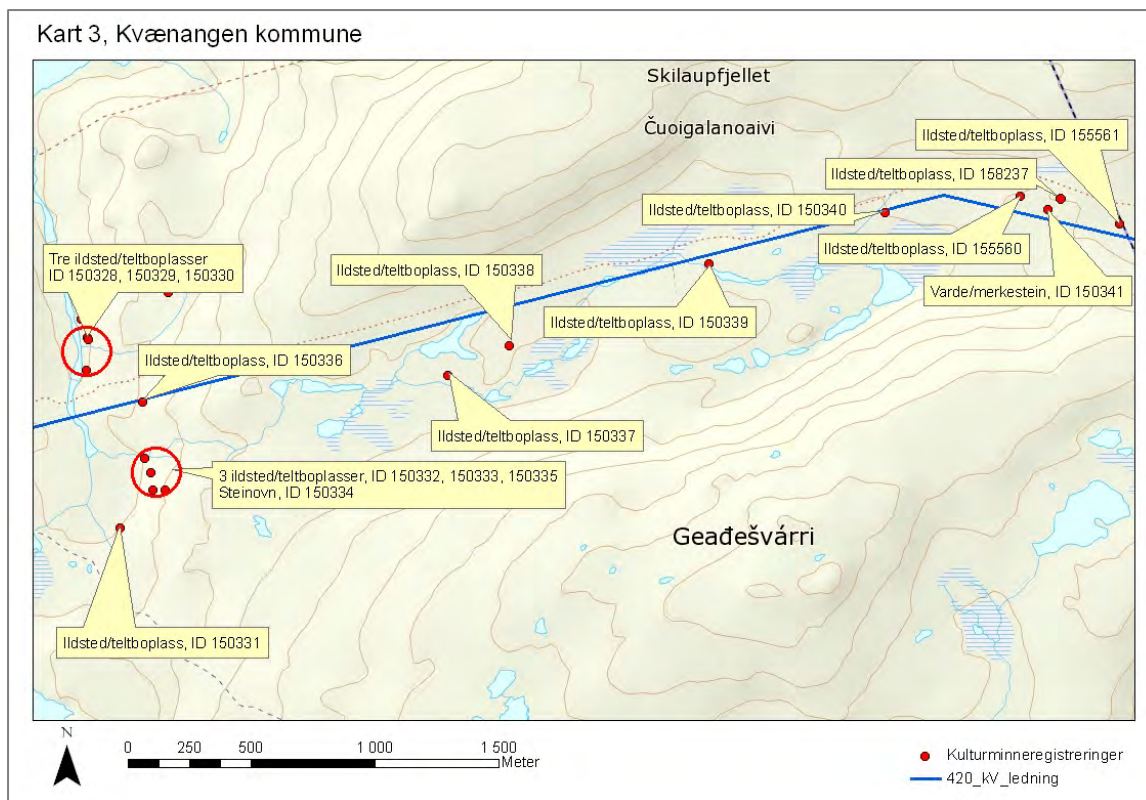 Kart 3, Kvænangen kommune
Skilaupfjellet
Čuoigalanoaivi
Ildsted/teltboplass, ID 155561
Ildsted/teltboplass, ID 158237
Ildsted/teltboplass, ID 150340
Ildsted/teltboplass, ID 155560
Tre ildsted/teltboplasser
ID 150328, 150329, 150330
Ildsted/teltboplass, ID 150338
Varde/merkestein, ID 150341
Ildsted/teltboplass, ID 150339
Ildsted/teltboplass, ID 150336
Ildsted/teltboplass, ID 150337
3 ildsted/teltboplasser, ID 150332, 150333, 150335
Steinovn, ID 150334
Geađešvárri
Ildsted/teltboplass, ID 150331
N
0 250 500 1 000 1 500
Meter
Kulturminneregistreringer
420_kV_ledning